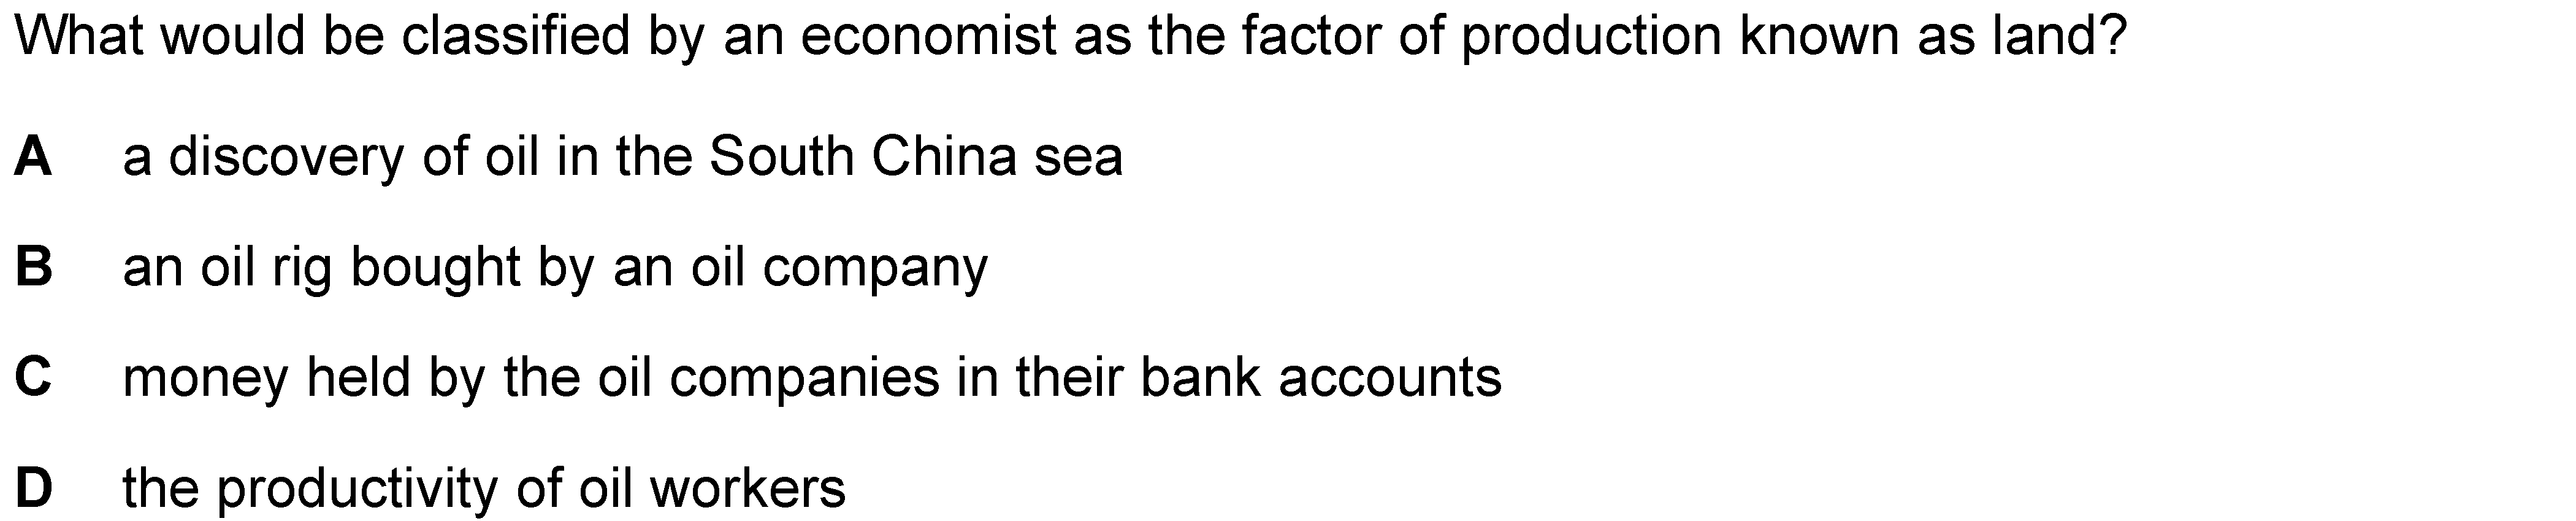 What would be classified by an economist as the factor of production known as land?
A a discovery of oil in the South China sea
B an oil rig bought by an oil company
C money held by the oil companies in their bank accounts
D the productivity of oil workers